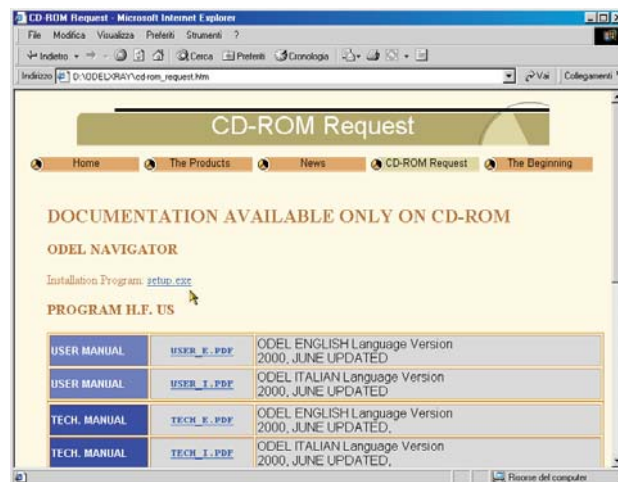 CD-ROM Request - Microsoft Internet Explorer
File Modifica Visualizza Preferiti Strumenti ?
Indietro Cerca Preferiti Cronologia
Indirizzo D:\ODEL\XRAY\cd-rom_request.htm Vai Collegamenti
CD-ROM Request
Home The Products News CD-ROM Request The Beginning
DOCUMENTATION AVAILABLE ONLY ON CD-ROM
ODEL NAVIGATOR
Installation Program: setup.exe
PROGRAM H.F. US
USER MANUAL USER_E.PDF ODEL ENGLISH Language Version
2000, JUNE UPDATED
USER MANUAL USER_I.PDF ODEL ITALIAN Language Version
2000, JUNE UPDATED
TECH. MANUAL TECH_E.PDF ODEL ENGLISH Language Version
2000, JUNE UPDATED,
TECH. MANUAL TECH_I.PDF ODEL ITALIAN Language Version
2000, JUNE UPDATED,
Risorse del computer